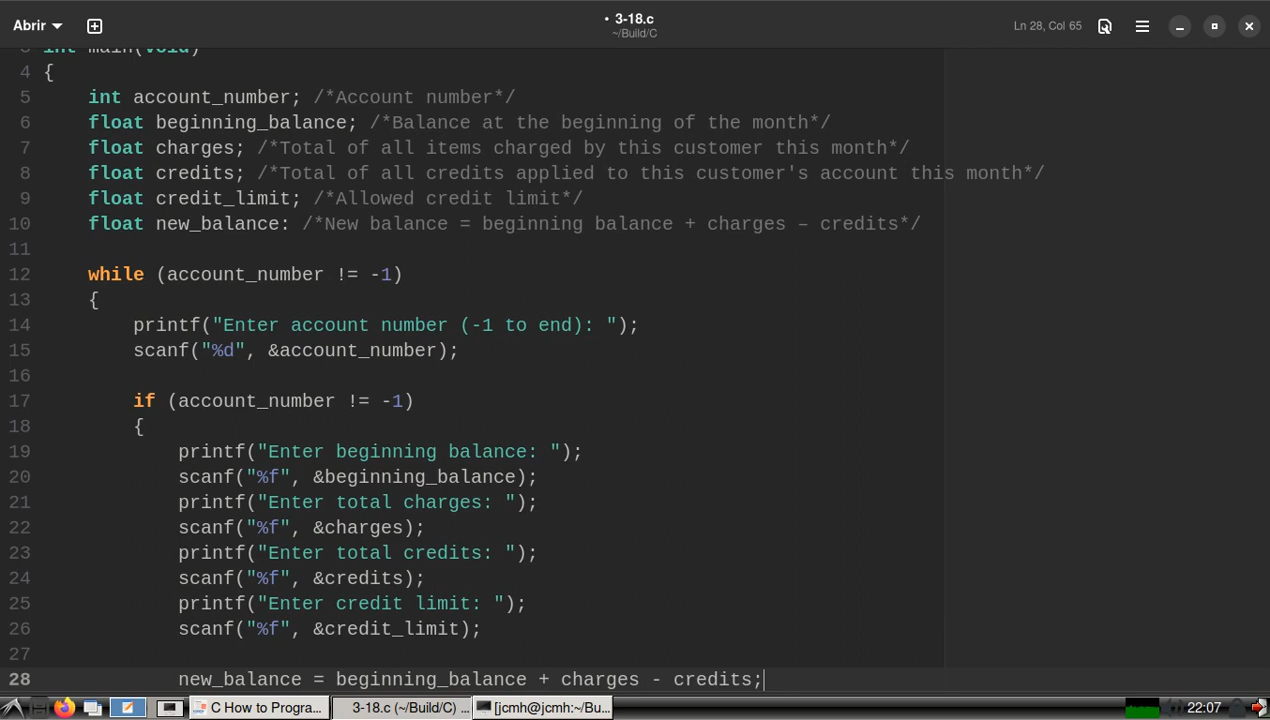 Abrir
• 3-18.c
~/Build/C
Ln 28, Col 65
3 int main(void)
4 {
5 int account_number; /*Account number*/
6 float beginning_balance; /*Balance at the beginning of the month*/
7 float charges; /*Total of all items charged by this customer this month*/
8 float credits; /*Total of all credits applied to this customer's account this month*/
9 float credit_limit; /*Allowed credit limit*/
10 float new_balance: /*New balance = beginning balance + charges – credits*/
11
12 while (account_number != -1)
13 {
14 printf("Enter account number (-1 to end): ");
15 scanf("%d", &account_number);
16
17 if (account_number != -1)
18 {
19 printf("Enter beginning balance: ");
20 scanf("%f", &beginning_balance);
21 printf("Enter total charges: ");
22 scanf("%f", &charges);
23 printf("Enter total credits: ");
24 scanf("%f", &credits);
25 printf("Enter credit limit: ");
26 scanf("%f", &credit_limit);
27
28 new_balance = beginning_balance + charges - credits;
C How to Progra...
3-18.c (~/Build/C) ...
[jcmh@jcmh:~/Bu...
22:07